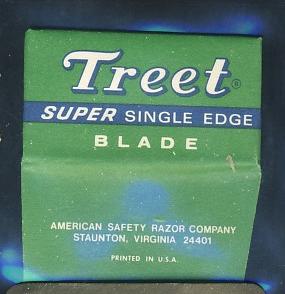 Treet®
SUPER SINGLE EDGE
BLADE
AMERICAN SAFETY RAZOR COMPANY
STAUNTON, VIRGINIA 24401
PRINTED IN U.S.A.